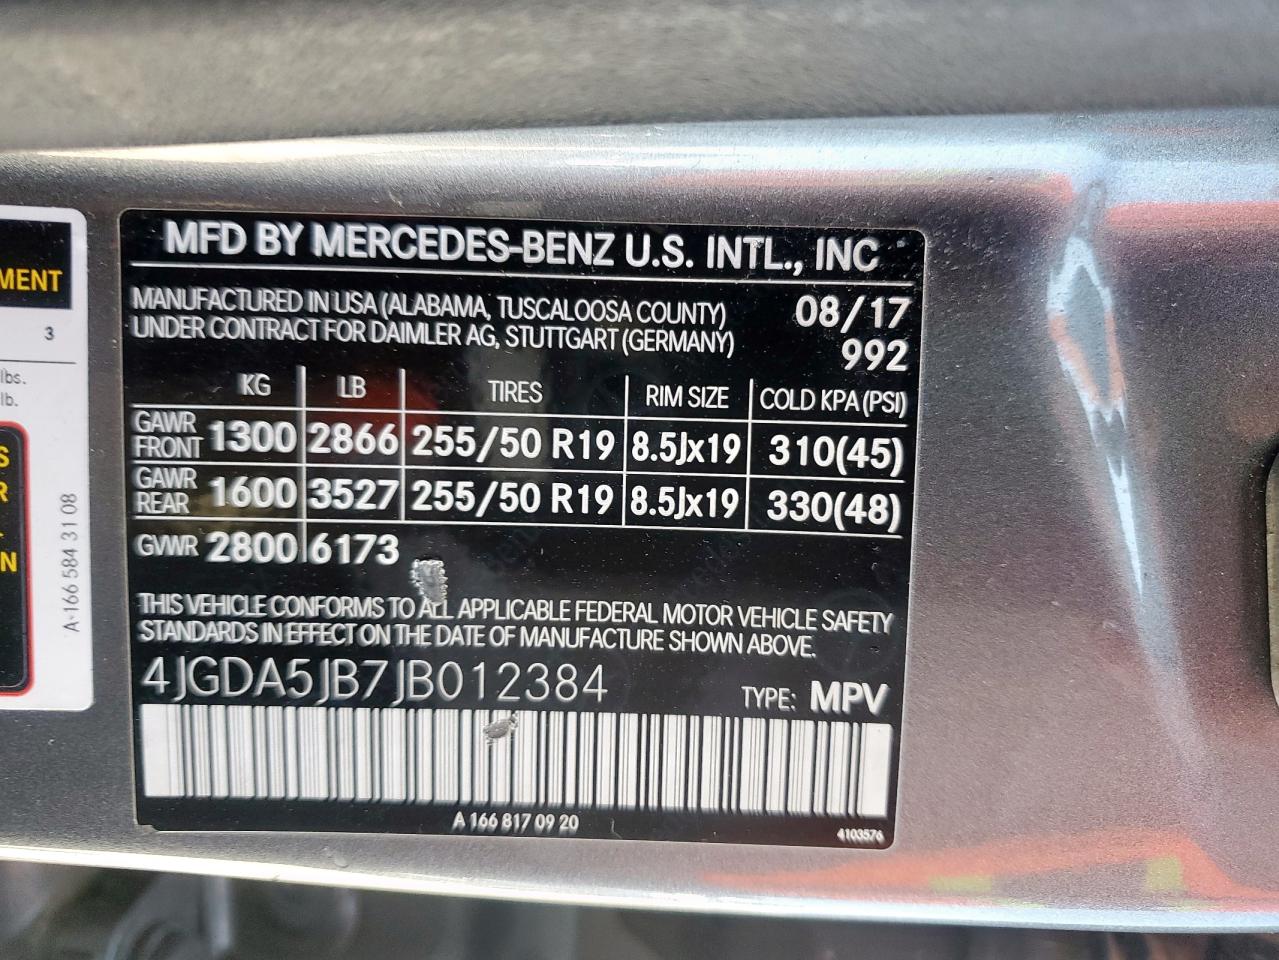 MENT
3
lbs.
lb.
S
R
N
A-166 584 31 08
MFD BY MERCEDES-BENZ U.S. INTL., INC
MANUFACTURED IN USA (ALABAMA, TUSCALOOSA COUNTY) 08/17
UNDER CONTRACT FOR DAIMLER AG, STUTTGART (GERMANY) 992
KG LB TIRES RIM SIZE COLD KPA (PSI)
GAWR FRONT 1300 2866 255/50 R19 8.5Jx19 310(45)
GAWR REAR 1600 3527 255/50 R19 8.5Jx19 330(48)
GVWR 2800 6173
THIS VEHICLE CONFORMS TO ALL APPLICABLE FEDERAL MOTOR VEHICLE SAFETY
STANDARDS IN EFFECT ON THE DATE OF MANUFACTURE SHOWN ABOVE.
4JGDA5JB7JB012384 TYPE: MPV
A 166 817 09 20
4103576